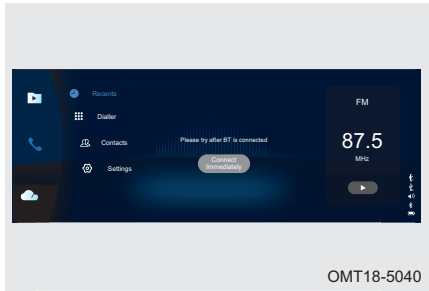 Recents
Dialler
Contacts
Settings
Please try after BT is connected
Connect
Immediately
FM
87.5
MHz
OMT18-5040